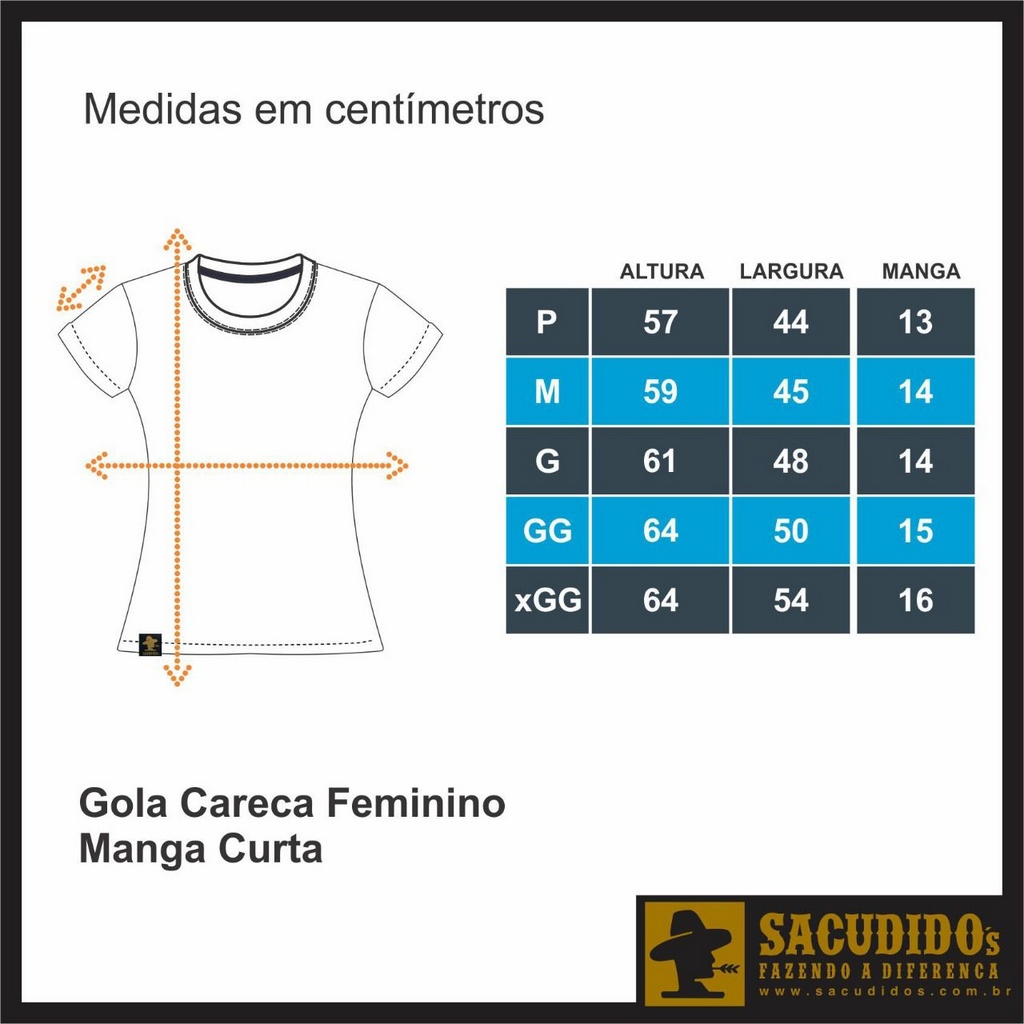 Medidas em centímetros
ALTURA LARGURA MANGA
P 57 44 13
M 59 45 14
G 61 48 14
GG 64 50 15
xGG 64 54 16
Gola Careca Feminino
Manga Curta
SACUDIDO´s
FAZENDO A DIFERENCA
www.sacudidos.com.br